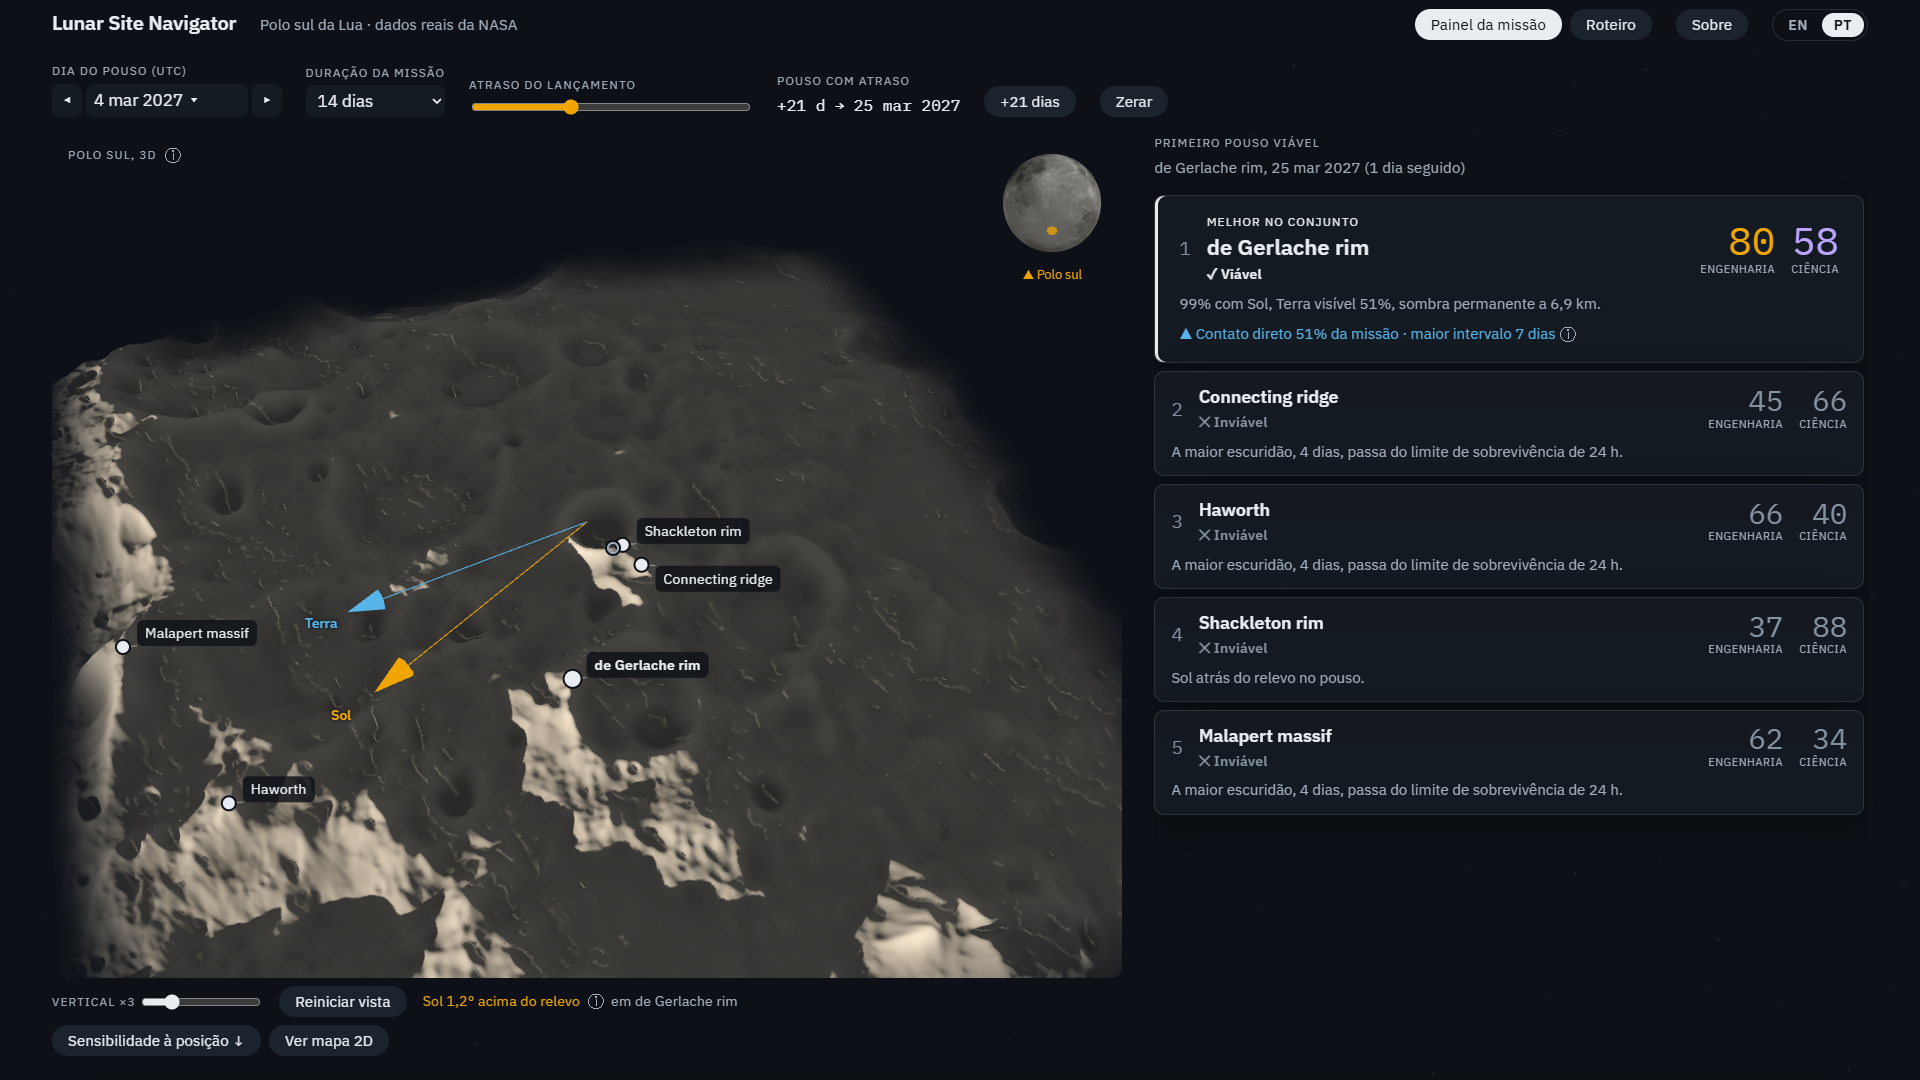 Lunar Site Navigator
Polo sul da Lua · dados reais da NASA
Painel da missão
Roteiro
Sobre
EN
PT
DIA DO POUSO (UTC)
4 mar 2027
DURAÇÃO DA MISSÃO
14 dias
ATRASO DO LANÇAMENTO
POUSO COM ATRASO
+21 d → 25 mar 2027
+21 dias
Zerar
POLO SUL, 3D
▲ Polo sul
Shackleton rim
Connecting ridge
Terra
Malapert massif
de Gerlache rim
Sol
Haworth
VERTICAL ×3
Reiniciar vista
Sol 1,2° acima do relevo ⓘ em de Gerlache rim
Sensibilidade à posição ↓
Ver mapa 2D
PRIMEIRO POUSO VIÁVEL
de Gerlache rim, 25 mar 2027 (1 dia seguido)
MELHOR NO CONJUNTO
1 de Gerlache rim
✓ Viável
80 58
ENGENHARIA CIÊNCIA
99% com Sol, Terra visível 51%, sombra permanente a 6,9 km.
▲ Contato direto 51% da missão · maior intervalo 7 dias ⓘ
2 Connecting ridge
✕ Inviável
45 66
ENGENHARIA CIÊNCIA
A maior escuridão, 4 dias, passa do limite de sobrevivência de 24 h.
3 Haworth
✕ Inviável
66 40
ENGENHARIA CIÊNCIA
A maior escuridão, 4 dias, passa do limite de sobrevivência de 24 h.
4 Shackleton rim
✕ Inviável
37 88
ENGENHARIA CIÊNCIA
Sol atrás do relevo no pouso.
5 Malapert massif
✕ Inviável
62 34
ENGENHARIA CIÊNCIA
A maior escuridão, 4 dias, passa do limite de sobrevivência de 24 h.